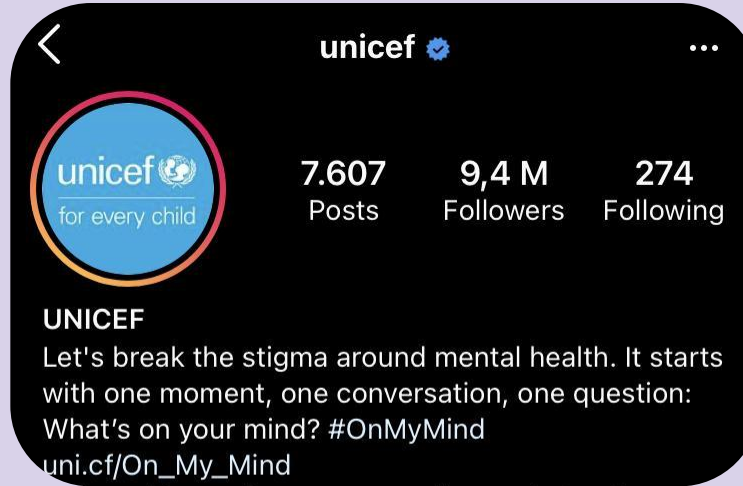 unicef
unicef
for every child
7.607 9,4 M 274
Posts Followers Following
UNICEF
Let's break the stigma around mental health. It starts
with one moment, one conversation, one question:
What’s on your mind? #OnMyMind
uni.cf/On_My_Mind